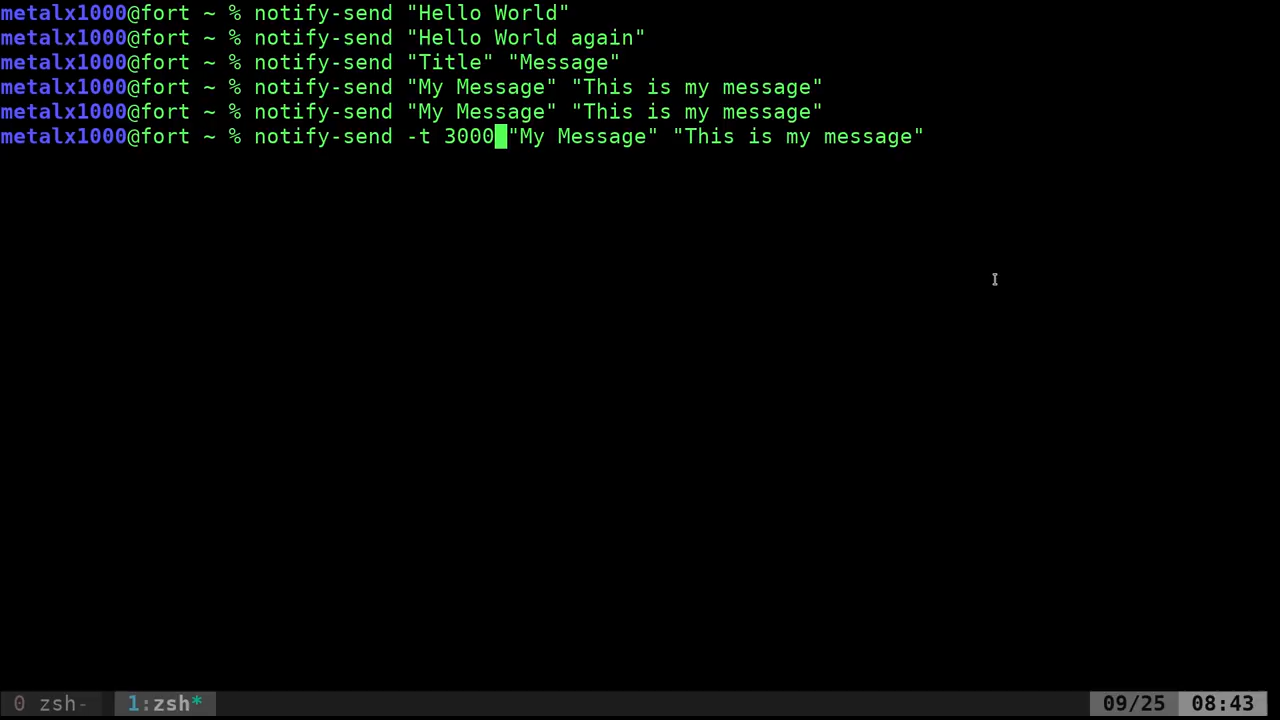 metalx1000@fort ~ % notify-send "Hello World"
metalx1000@fort ~ % notify-send "Hello World again"
metalx1000@fort ~ % notify-send "Title" "Message"
metalx1000@fort ~ % notify-send "My Message" "This is my message"
metalx1000@fort ~ % notify-send "My Message" "This is my message"
metalx1000@fort ~ % notify-send -t 3000 "My Message" "This is my message"
0 zsh- 1:zsh* 09/25 08:43